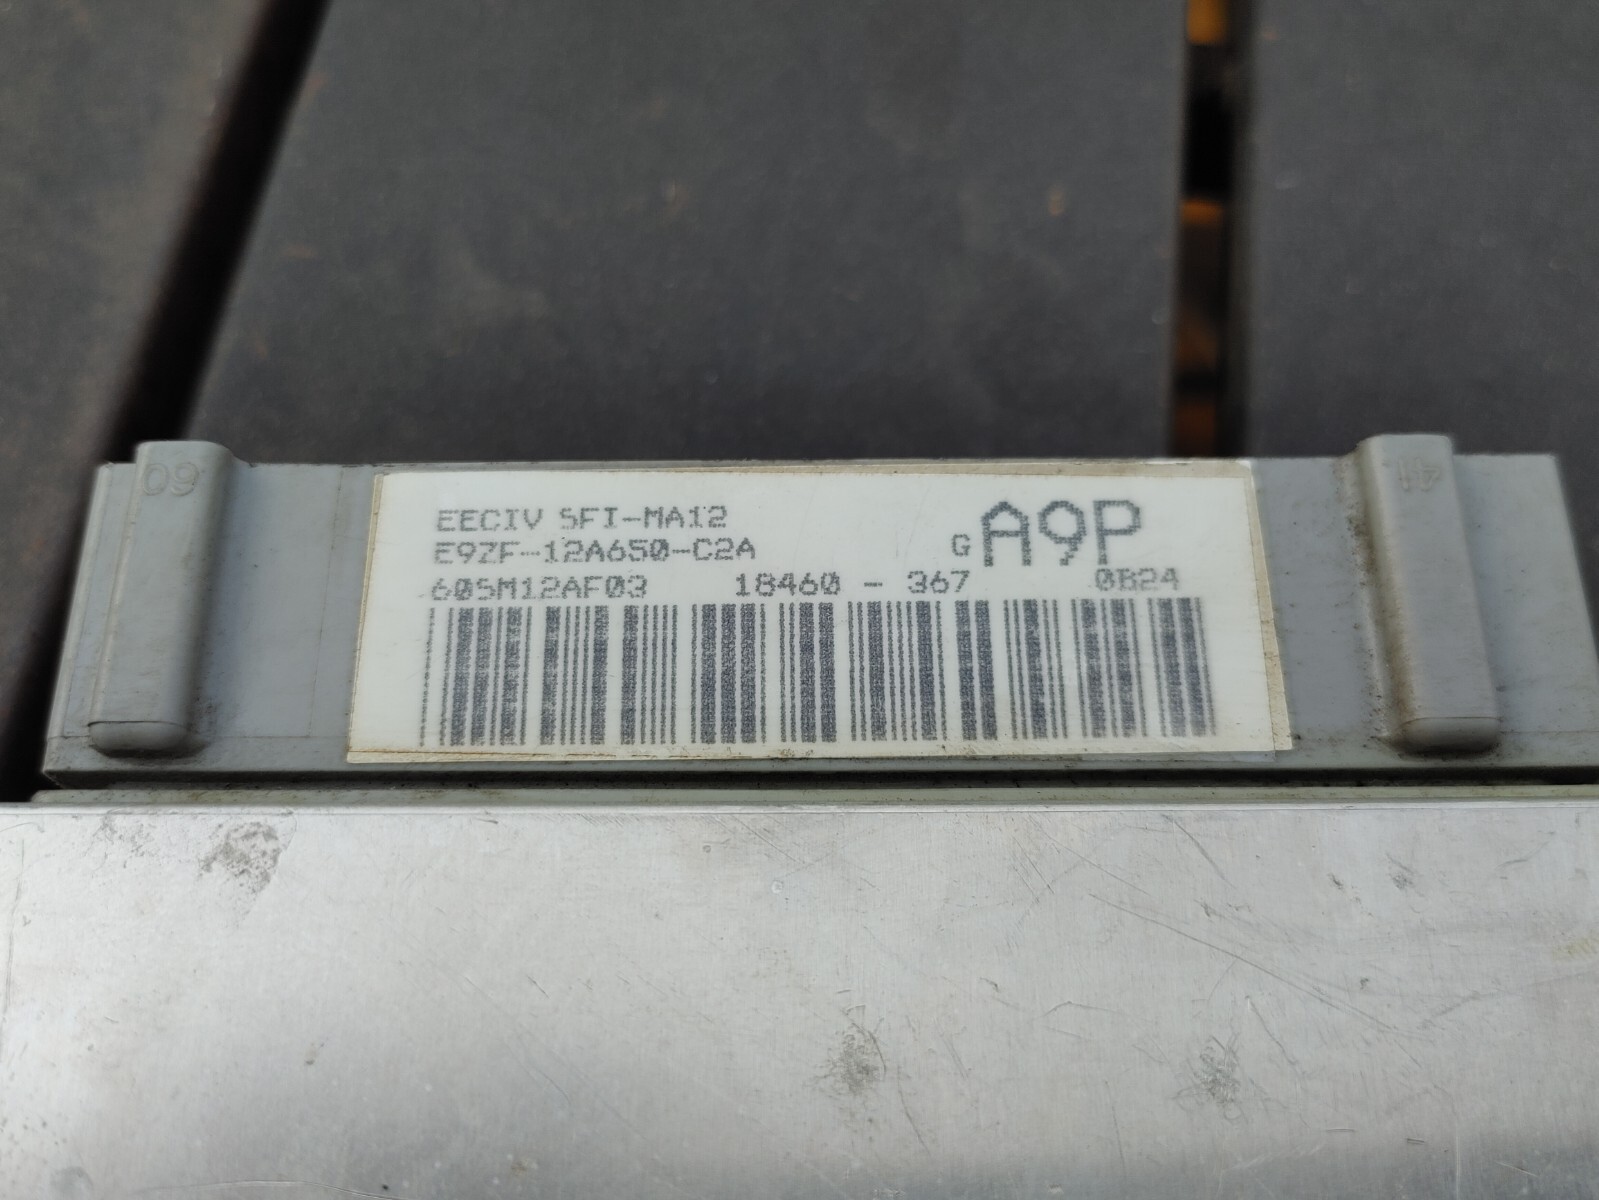 60
41
EECIV SFI-MA12
E9ZF-12A650-C2A
G A9P
605M12AF03 18460 - 367 0B24